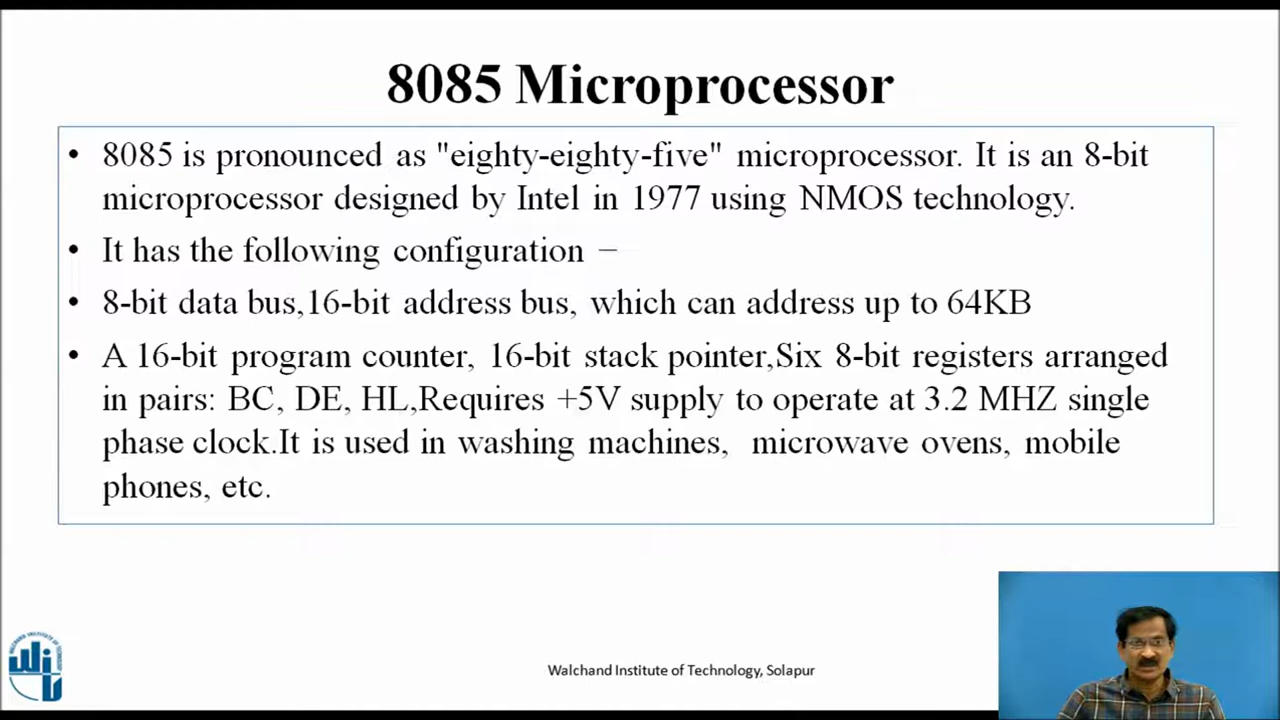 8085 Microprocessor
• 8085 is pronounced as "eighty-eighty-five" microprocessor. It is an 8-bit
microprocessor designed by Intel in 1977 using NMOS technology.
• It has the following configuration −
• 8-bit data bus,16-bit address bus, which can address up to 64KB
• A 16-bit program counter, 16-bit stack pointer,Six 8-bit registers arranged
in pairs: BC, DE, HL,Requires +5V supply to operate at 3.2 MHZ single
phase clock.It is used in washing machines, microwave ovens, mobile
phones, etc.
Walchand Institute of Technology, Solapur